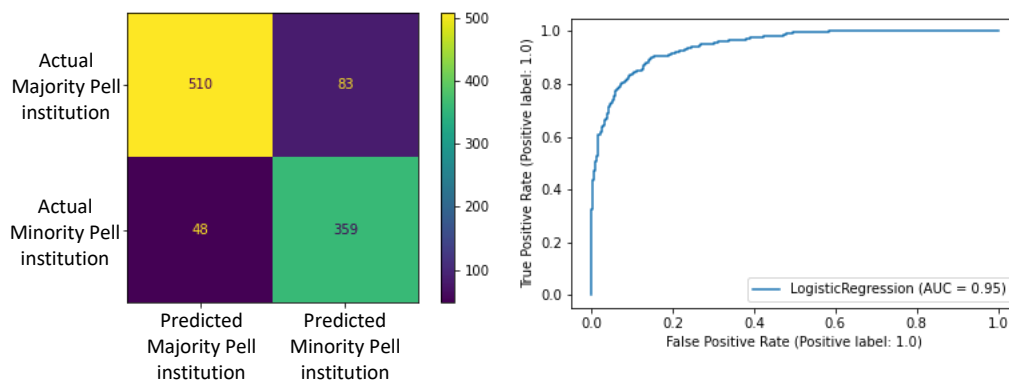 Actual
Majority Pell
institution
510
83
Actual
Minority Pell
institution
48
359
Predicted
Majority Pell
institution
Predicted
Minority Pell
institution
500
400
300
200
100
True Positive Rate (Positive label: 1.0)
1.0
0.8
0.6
0.4
0.2
0.0
LogisticRegression (AUC = 0.95)
0.0 0.2 0.4 0.6 0.8 1.0
False Positive Rate (Positive label: 1.0)